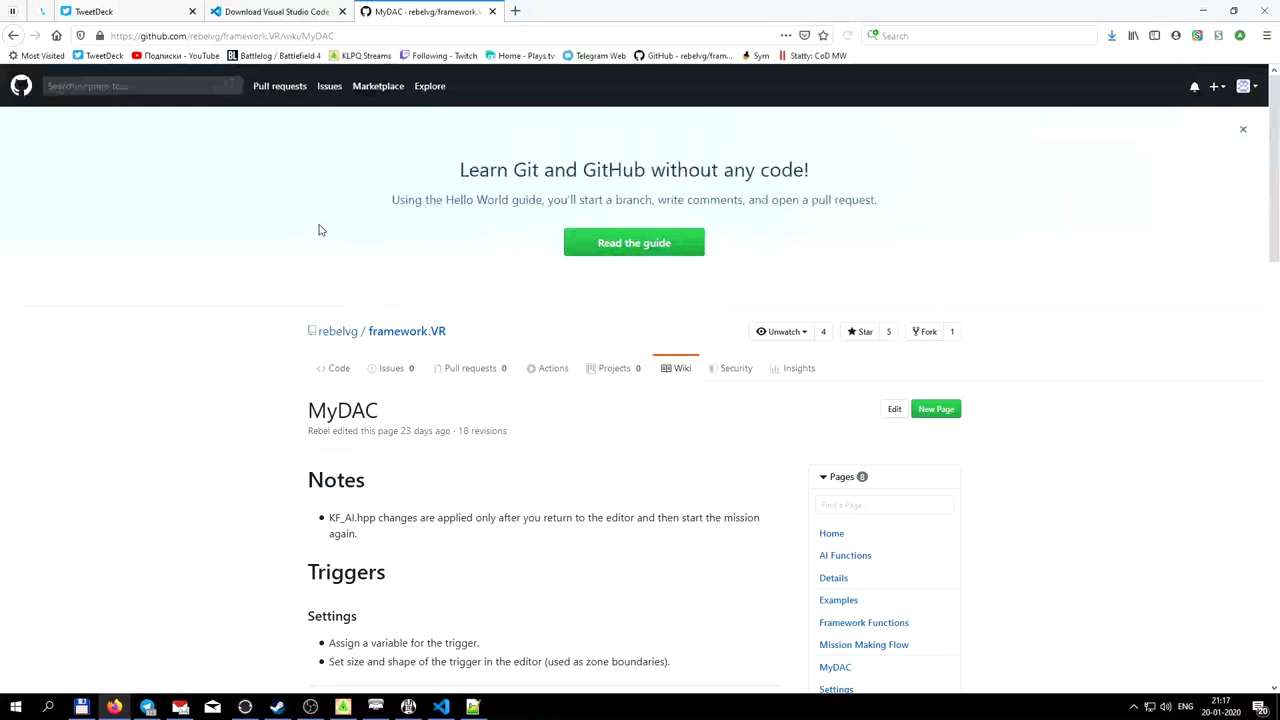 TweetDeck
Download Visual Studio Code
MyDAC · rebelvg/framework.V
https://github.com/rebelvg/framework.VR/wiki/MyDAC
Search
Most Visited
TweetDeck
Подписки - YouTube
Battlelog / Battlefield 4
KLPQ Streams
Following - Twitch
Home - Plays.tv
Telegram Web
GitHub - rebelvg/fram...
Sym
Statty: CoD MW
Search or jump to...
Pull requests
Issues
Marketplace
Explore
Learn Git and GitHub without any code!
Using the Hello World guide, you'll start a branch, write comments, and open a pull request.
Read the guide
rebelvg / framework.VR
Unwatch 4
Star 5
Fork 1
Code
Issues 0
Pull requests 0
Actions
Projects 0
Wiki
Security
Insights
MyDAC
Edit
New Page
Rebel edited this page 23 days ago · 18 revisions
Notes
KF_AI.hpp changes are applied only after you return to the editor and then start the mission
again.
Triggers
Settings
Assign a variable for the trigger.
Set size and shape of the trigger in the editor (used as zone boundaries).
Pages 8
Find a Page...
Home
AI Functions
Details
Examples
Framework Functions
Mission Making Flow
MyDAC
Settings
ENG
21:17
20-01-2020
20